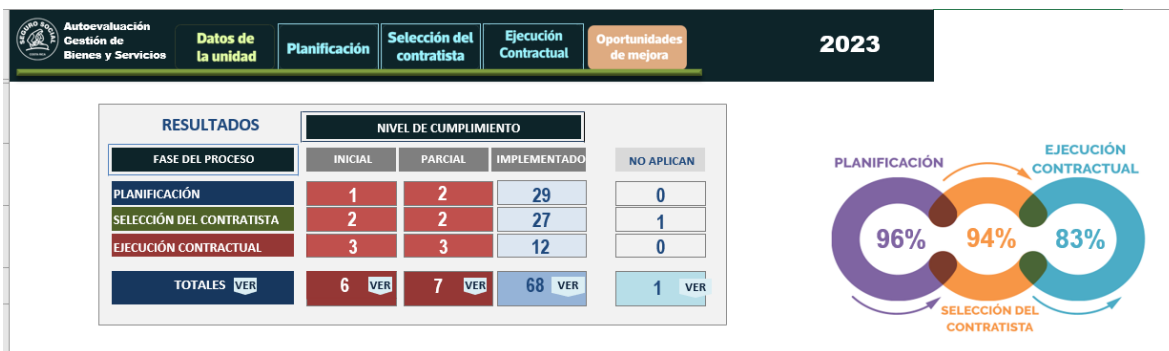 SEGURO SOCIAL
Autoevaluación
Gestión de
Bienes y Servicios
Datos de
la unidad
Planificación
Selección del
contratista
Ejecución
Contractual
Oportunidades
de mejora
2023
RESULTADOS
NIVEL DE CUMPLIMIENTO
FASE DEL PROCESO INICIAL PARCIAL IMPLEMENTADO NO APLICAN
PLANIFICACIÓN 1 2 29 0
SELECCIÓN DEL CONTRATISTA 2 2 27 1
EJECUCIÓN CONTRACTUAL 3 3 12 0
TOTALES VER 6 VER 7 VER 68 VER 1 VER
PLANIFICACIÓN
EJECUCIÓN
CONTRACTUAL
96% 94% 83%
SELECCIÓN DEL
CONTRATISTA